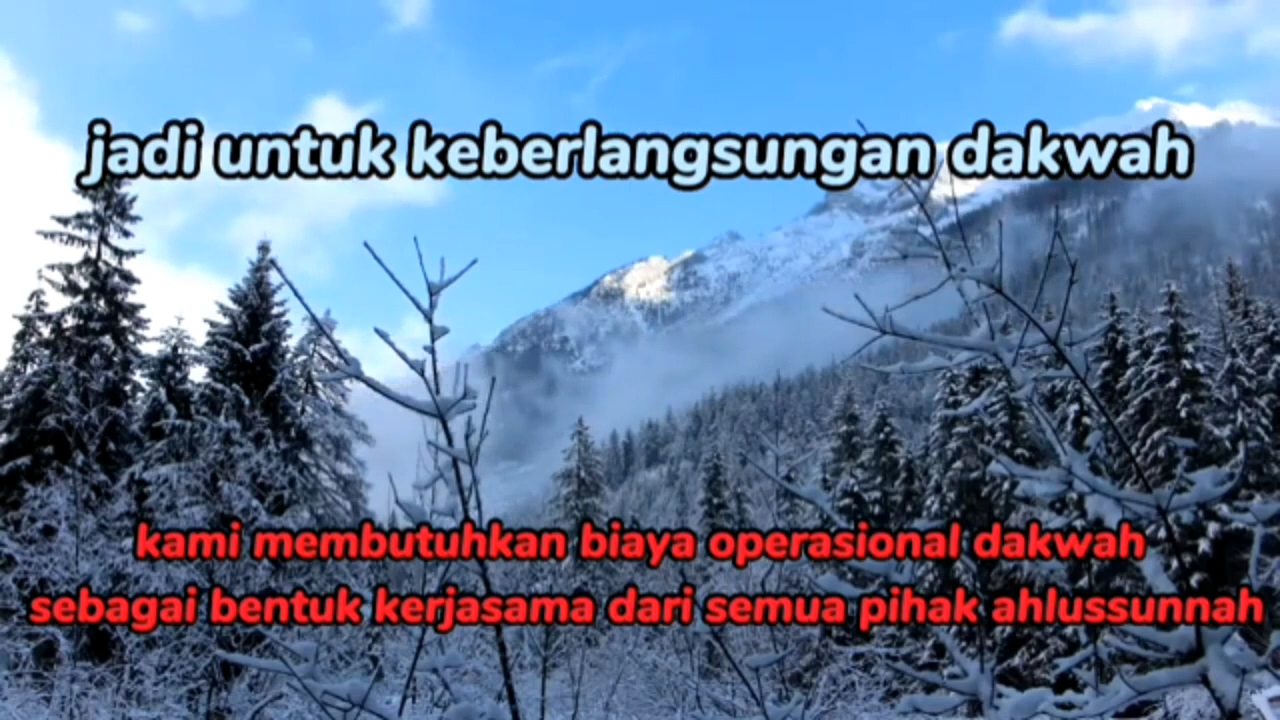 jadi untuk keberlangsungan dakwah
kami membutuhkan biaya operasional dakwah
sebagai bentuk kerjasama dari semua pihak ahlussunnah